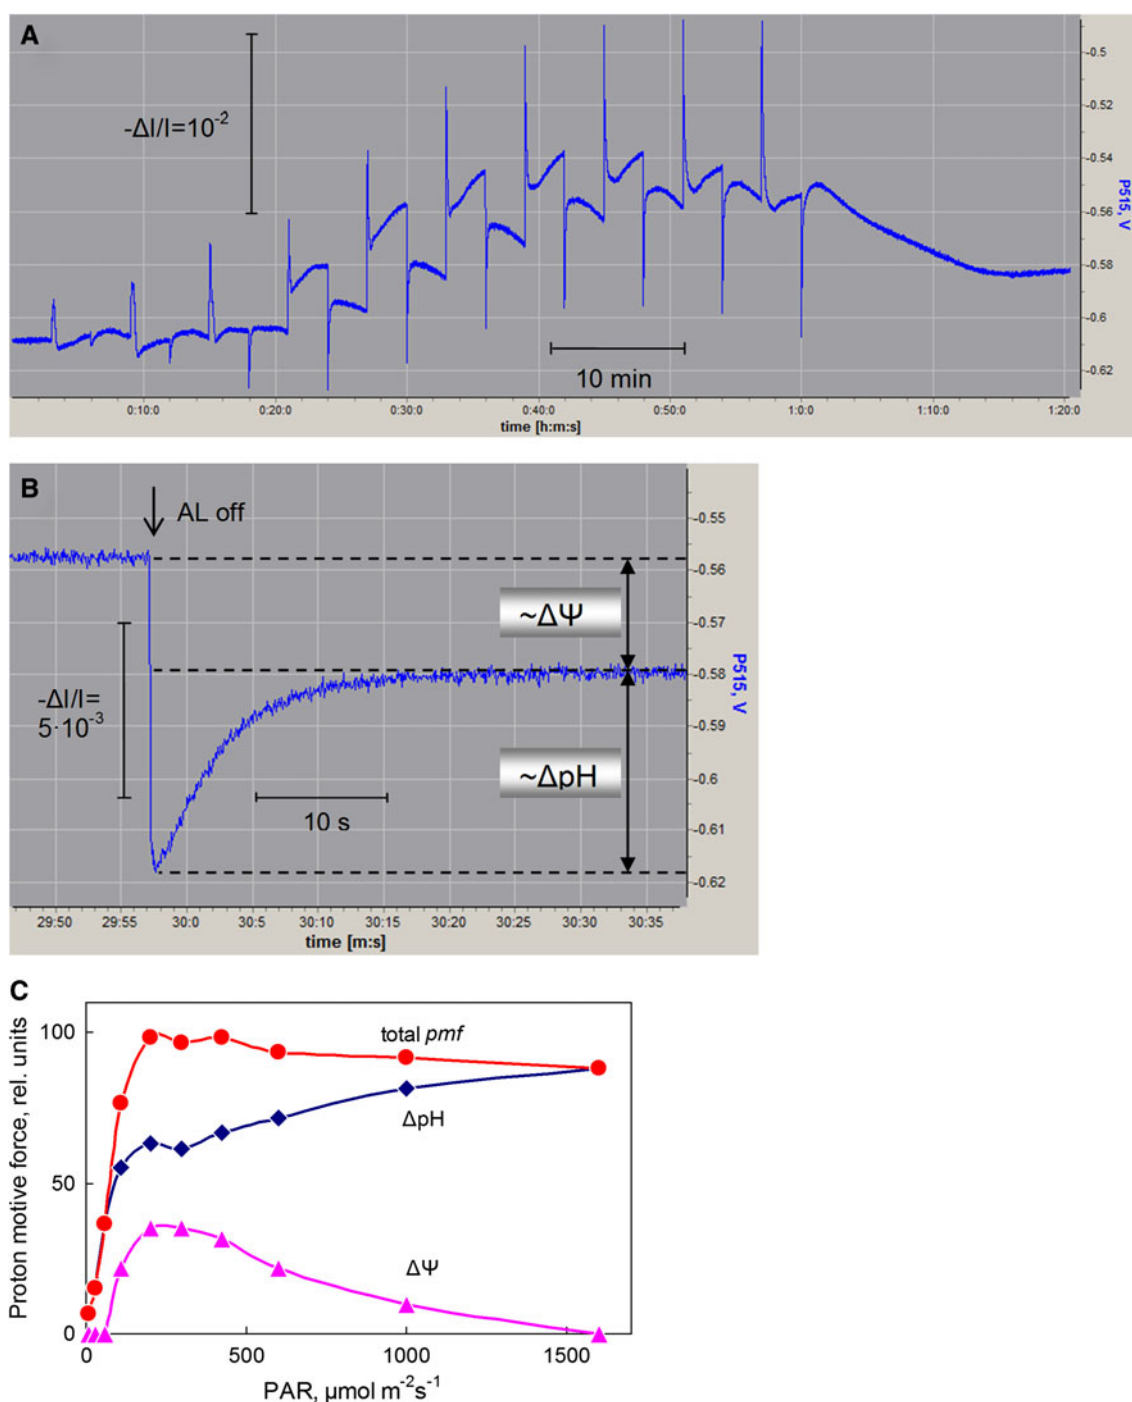 A
-ΔI/I=10⁻²
10 min
-0.5
-0.52
-0.54
-0.56
-0.58
-0.6
-0.62
P515, V
0:10:0
0:20:0
0:30:0
0:40:0
0:50:0
1:0:0
1:10:0
1:20:0
time [h:m:s]
B
AL off
~ΔΨ
~ΔpH
-ΔI/I=
5·10⁻³
10 s
-0.55
-0.56
-0.57
-0.58
-0.59
-0.6
-0.61
-0.62
P515, V
29:50
29:55
30:0
30:5
30:10
30:15
30:20
30:25
30:30
30:35
time [m:s]
C
Proton motive force, rel. units
100
50
0
total pmf
ΔpH
ΔΨ
0
500
1000
1500
PAR, μmol m⁻²s⁻¹